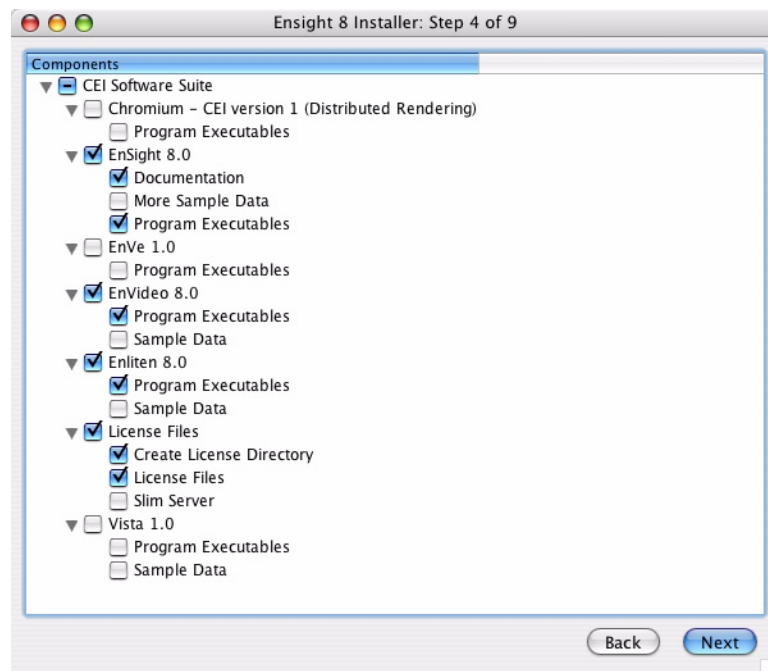 Ensight 8 Installer: Step 4 of 9
Components
CEI Software Suite
Chromium – CEI version 1 (Distributed Rendering)
Program Executables
EnSight 8.0
Documentation
More Sample Data
Program Executables
EnVe 1.0
Program Executables
EnVideo 8.0
Program Executables
Sample Data
Enliten 8.0
Program Executables
Sample Data
License Files
Create License Directory
License Files
Slim Server
Vista 1.0
Program Executables
Sample Data
Back Next